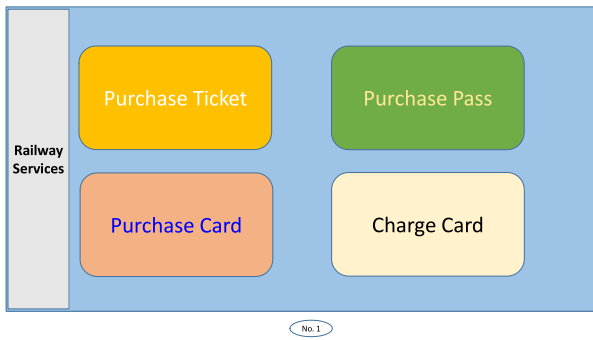 Railway
Services
Purchase Ticket
Purchase Pass
Purchase Card
Charge Card
No. 1